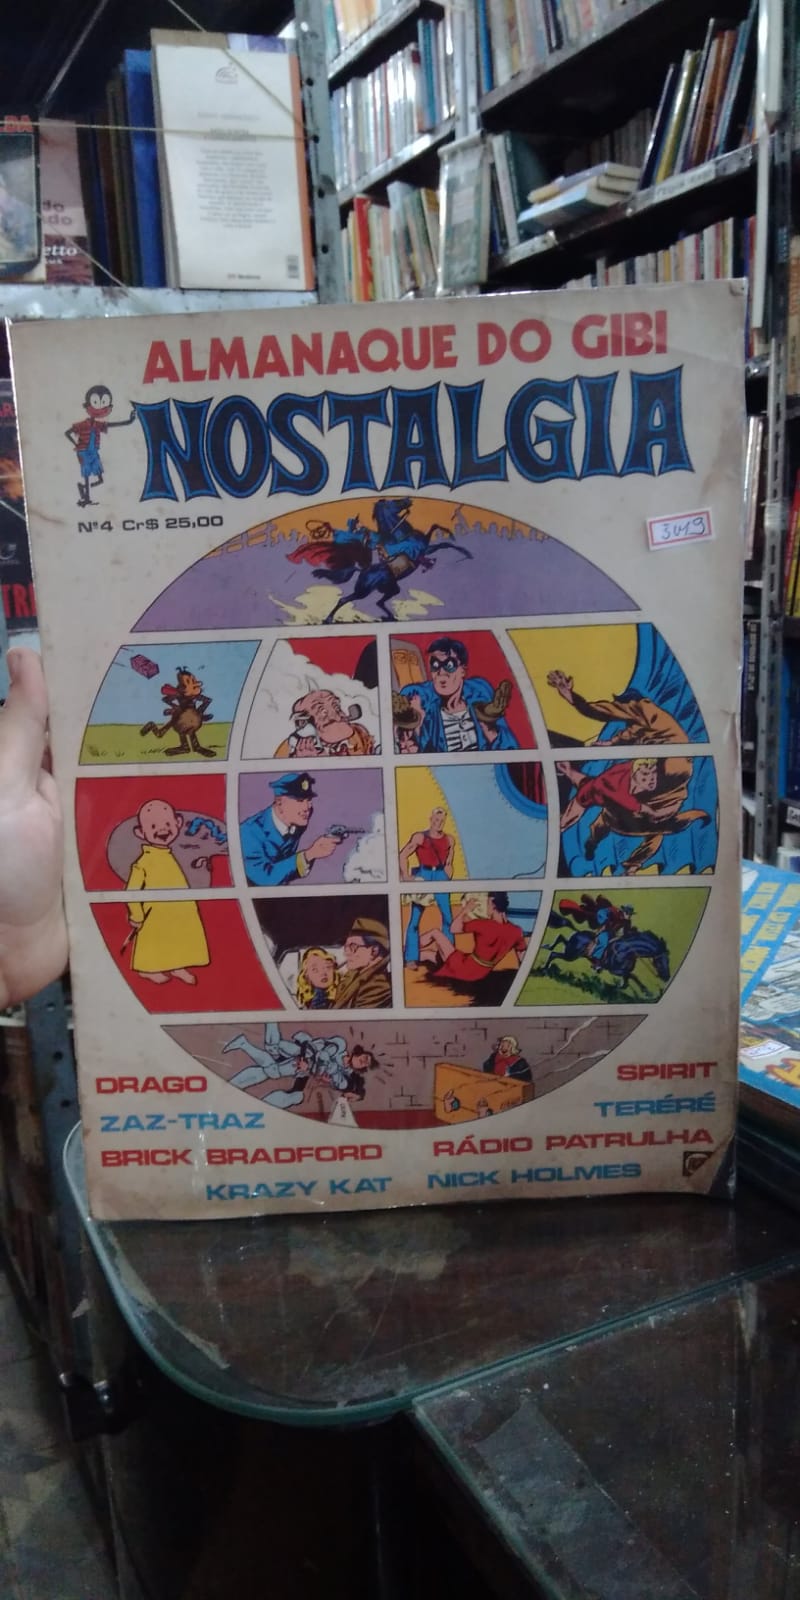 ALMANAQUE DO GIBI
NOSTALGIA
Nº4 Cr$ 25,00
3019
DRAGO
SPIRIT
ZAZ-TRAZ
TERÉRÉ
BRICK BRADFORD
RÁDIO PATRULHA
KRAZY KAT
NICK HOLMES